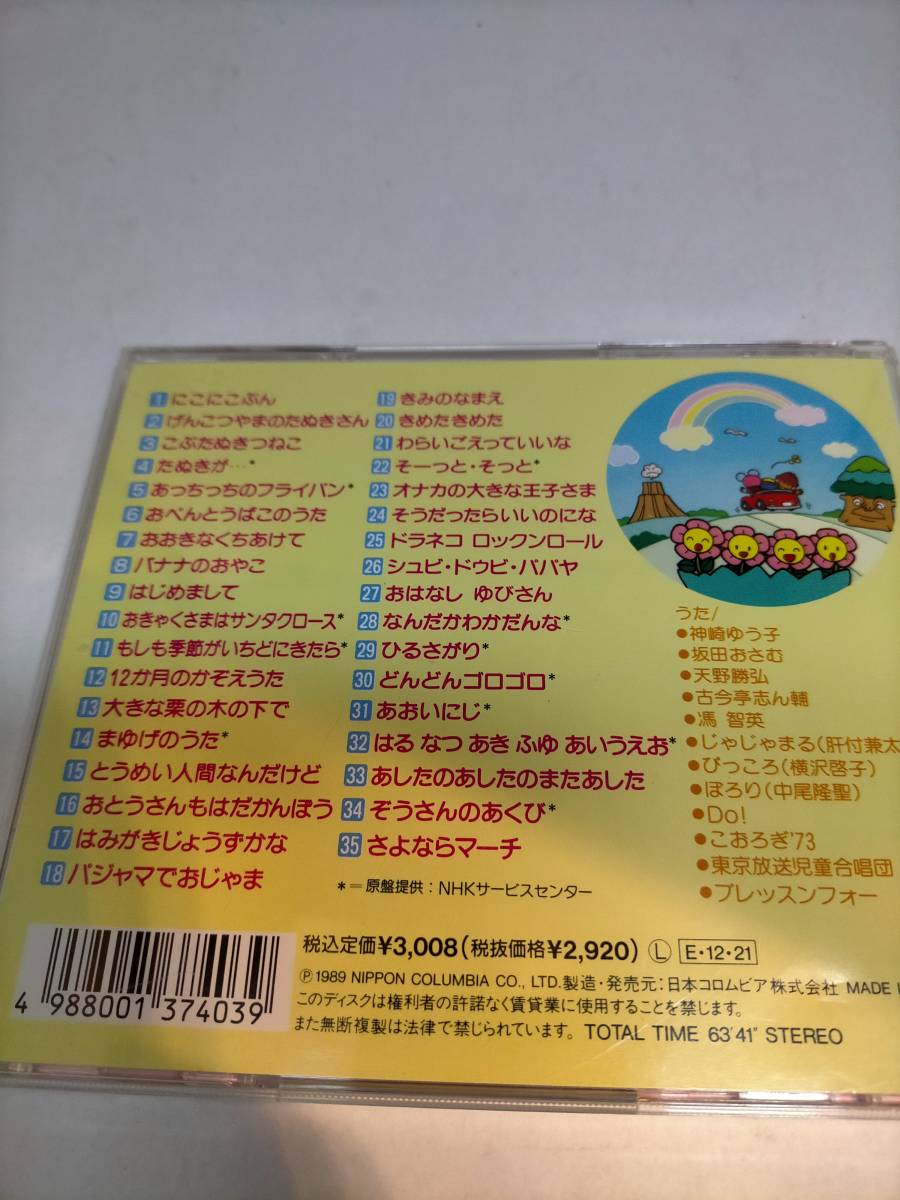 1 にこにこぷん
2 げんこつやまのたぬきさん
3 こぶたぬきつねこ
4 たぬきが…*
5 あっちっちのフライパン*
6 おべんとうばこのうた
7 おおきなくちあけて
8 バナナのおやこ
9 はじめまして
10 おきゃくさまはサンタクロース*
11 もしも季節がいちどにきたら*
12 12か月のかぞえうた
13 大きな栗の木の下で
14 まゆげのうた*
15 とうめい人間なんだけど
16 おとうさんもはだかんぼう
17 はみがきじょうずかな
18 パジャマでおじゃま
19 きみのなまえ
20 きめたきめた
21 わらいごえっていいな
22 そーっと・そっと*
23 オナカの大きな王子さま
24 そうだったらいいのにな
25 ドラネコ ロックンロール
26 シュビ・ドゥビ・パパヤ
27 おはなし ゆびさん
28 なんだかわかだんな*
29 ひるさがり*
30 どんどんゴロゴロ*
31 あおいにじ*
32 はる なつ あき ふゆ あいうえお*
33 あしたのあしたのまたあした
34 ぞうさんのあくび*
35 さよならマーチ
*=原盤提供：NHKサービスセンター
うた/
●神崎ゆう子
●坂田おさむ
●天野勝弘
●古今亭志ん輔
●馮 智英
●じゃじゃまる(肝付兼太
●ぴっころ(横沢啓子)
●ぽろり(中尾隆聖)
●Do!
●こおろぎ'73
●東京放送児童合唱団
●ブレッスンフォー
税込定価¥3,008(税抜価格¥2,920) Ⓛ E・12・21
Ⓟ1989 NIPPON COLUMBIA CO., LTD. 製造・発売元：日本コロムビア株式会社 MADE I
このディスクは権利者の許諾なく賃貸業に使用することを禁じます。
また無断複製は法律で禁じられています。 TOTAL TIME 63'41" STEREO
4 988001 374039